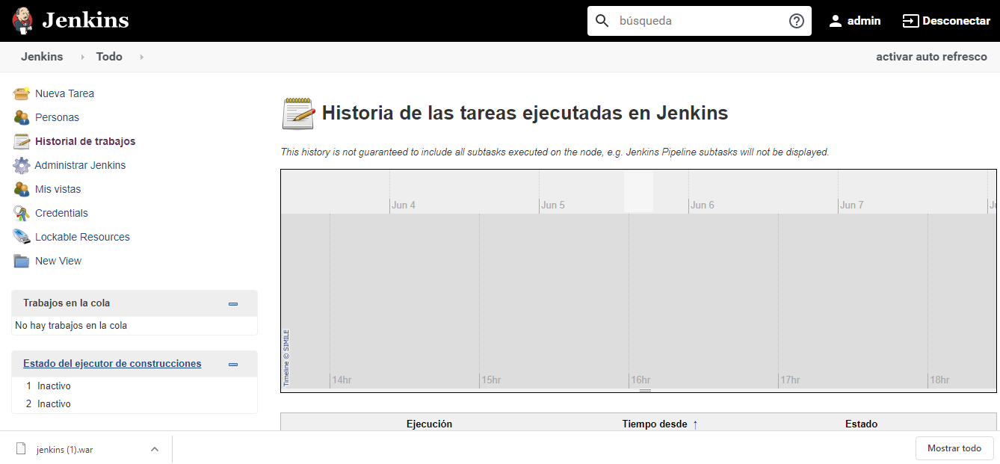 Jenkins
búsqueda
admin
Desconectar
Jenkins Todo
activar auto refresco
Nueva Tarea
Personas
Historial de trabajos
Administrar Jenkins
Mis vistas
Credentials
Lockable Resources
New View
Trabajos en la cola
No hay trabajos en la cola
Estado del ejecutor de construcciones
1 Inactivo
2 Inactivo
Historia de las tareas ejecutadas en Jenkins
This history is not guaranteed to include all subtasks executed on the node, e.g. Jenkins Pipeline subtasks will not be displayed.
Jun 4 Jun 5 Jun 6 Jun 7
Timeline © SIMILE
14hr 15hr 16hr 17hr 18hr
Ejecución Tiempo desde ↑ Estado
jenkins (1).war
Mostrar todo